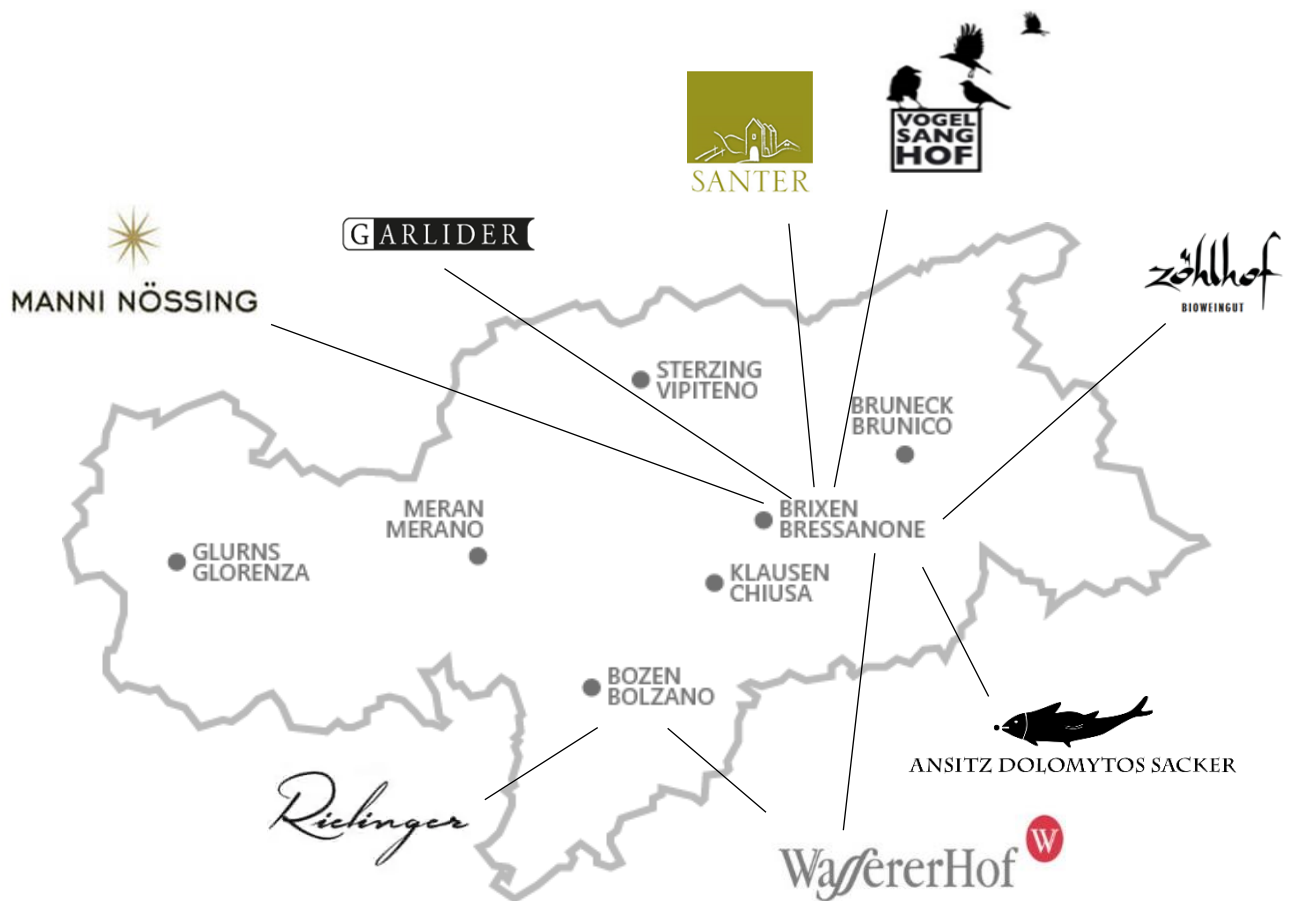 VOGEL
SANG
HOF
SANTER
GARLIDER
MANNI NÖSSING
zöhlhof
BIOWEINGUT
STERZING
VIPITENO
BRUNECK
BRUNICO
MERAN
MERANO
BRIXEN
BRESSANONE
GLURNS
GLORENZA
KLAUSEN
CHIUSA
BOZEN
BOLZANO
ANSITZ DOLOMYTOS SACKER
Rielinger
WassererHof
W